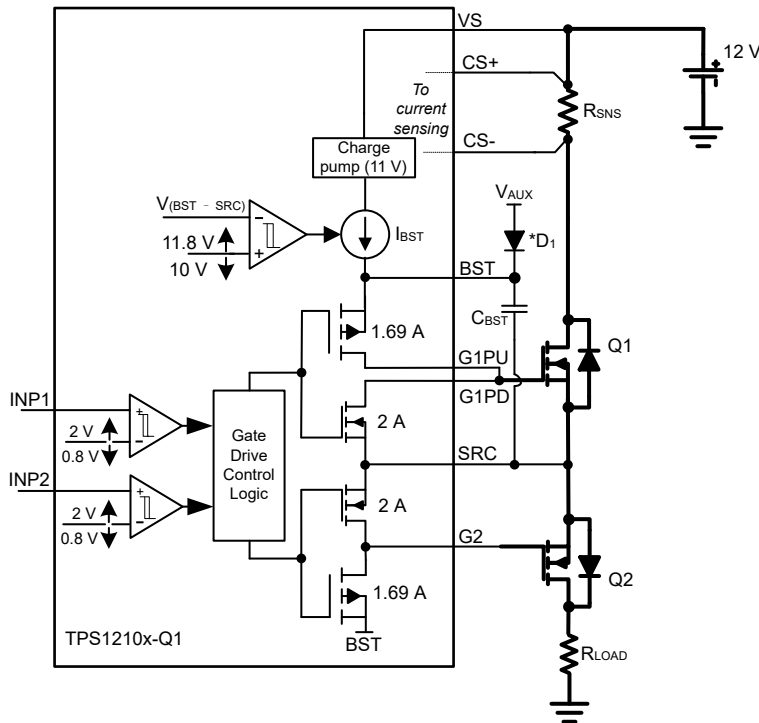 VS
12 V
CS+
To
current
sensing
RSNS
CS-
Charge
pump (11 V)
VAUX
V(BST - SRC)
*D1
11.8 V
10 V
IBST
BST
CBST
1.69 A
G1PU
Q1
G1PD
INP1
2 V
0.8 V
2 A
Gate
Drive
Control
Logic
SRC
INP2
2 V
0.8 V
2 A
G2
Q2
1.69 A
TPS1210x-Q1
BST
RLOAD